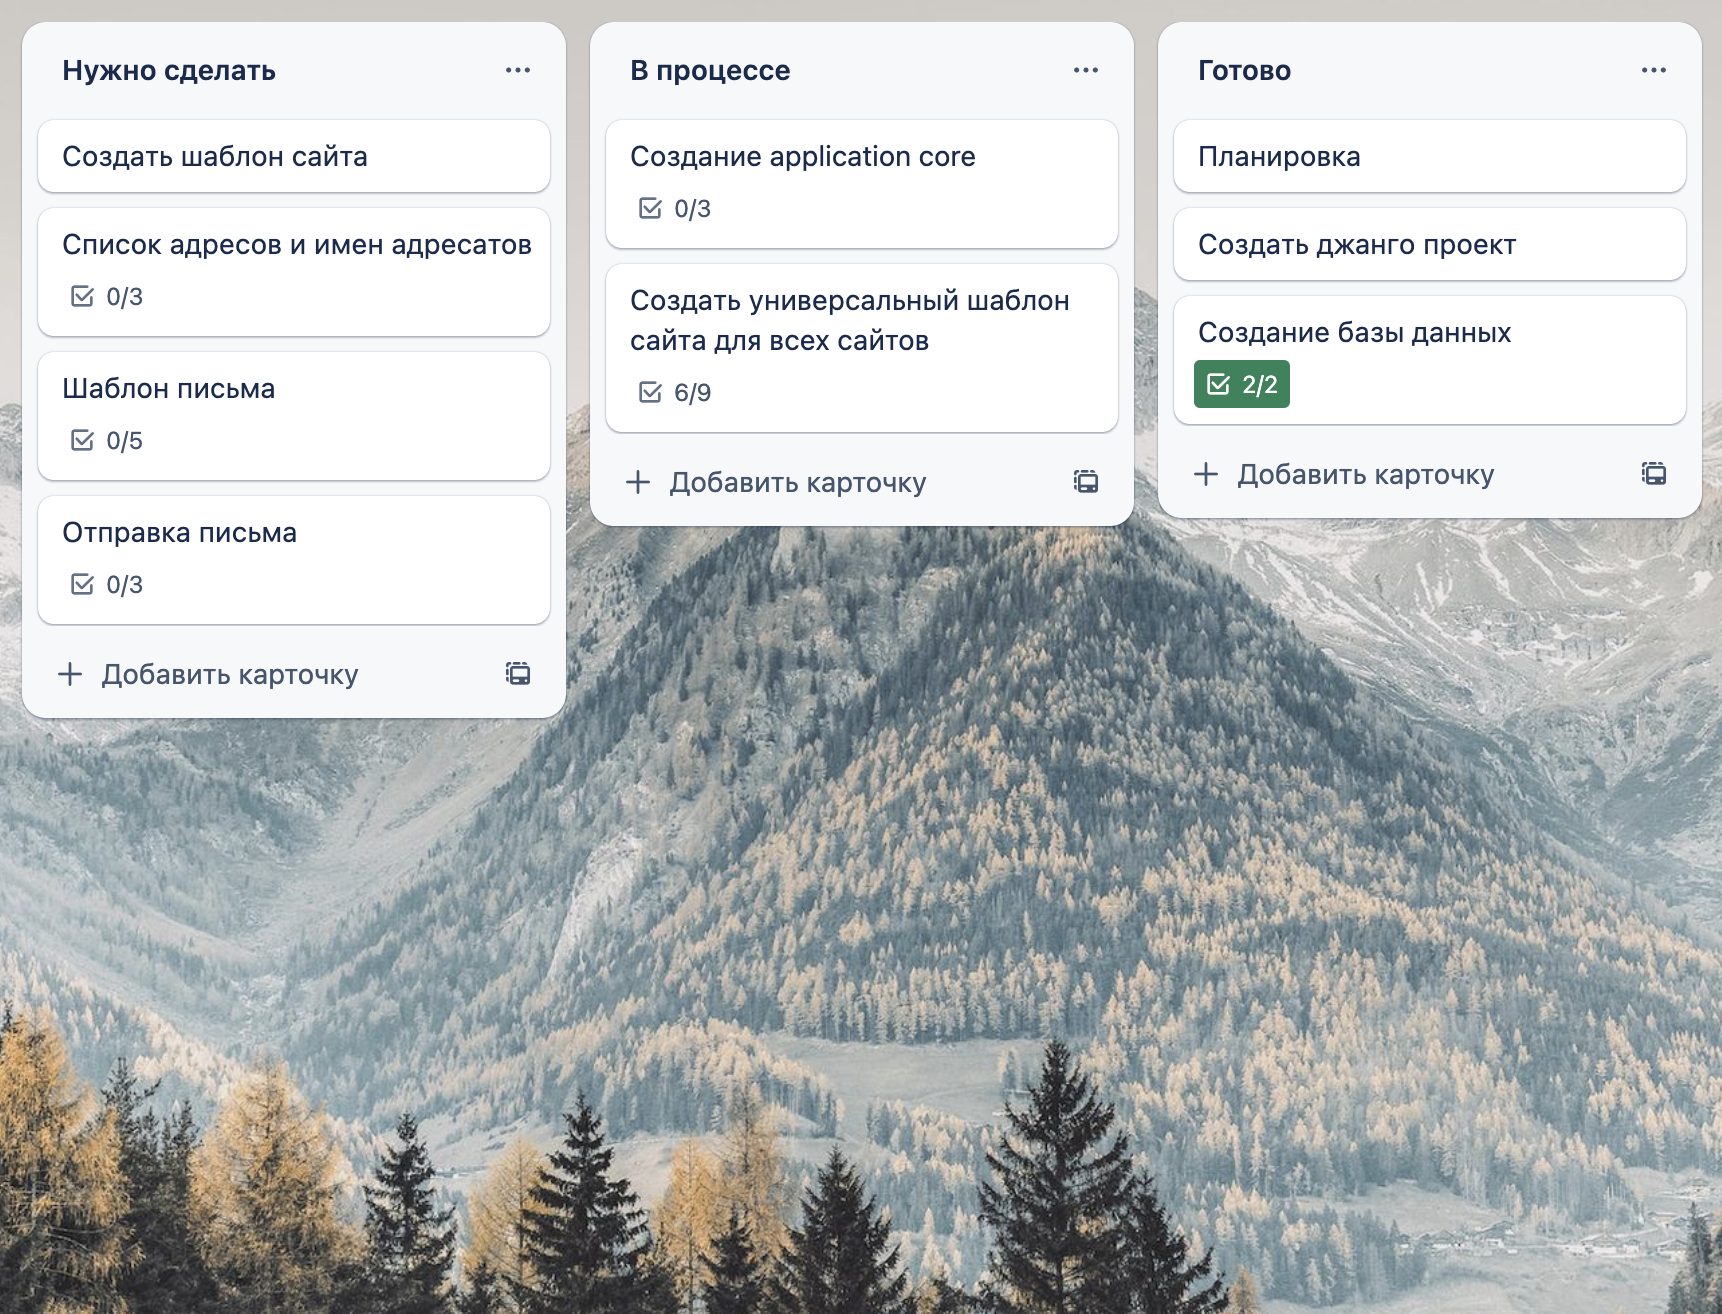 Нужно сделать
Создать шаблон сайта
Список адресов и имен адресатов
0/3
Шаблон письма
0/5
Отправка письма
0/3
Добавить карточку
В процессе
Создание application core
0/3
Создать универсальный шаблон
сайта для всех сайтов
6/9
Добавить карточку
Готово
Планировка
Создать джанго проект
Создание базы данных
2/2
Добавить карточку